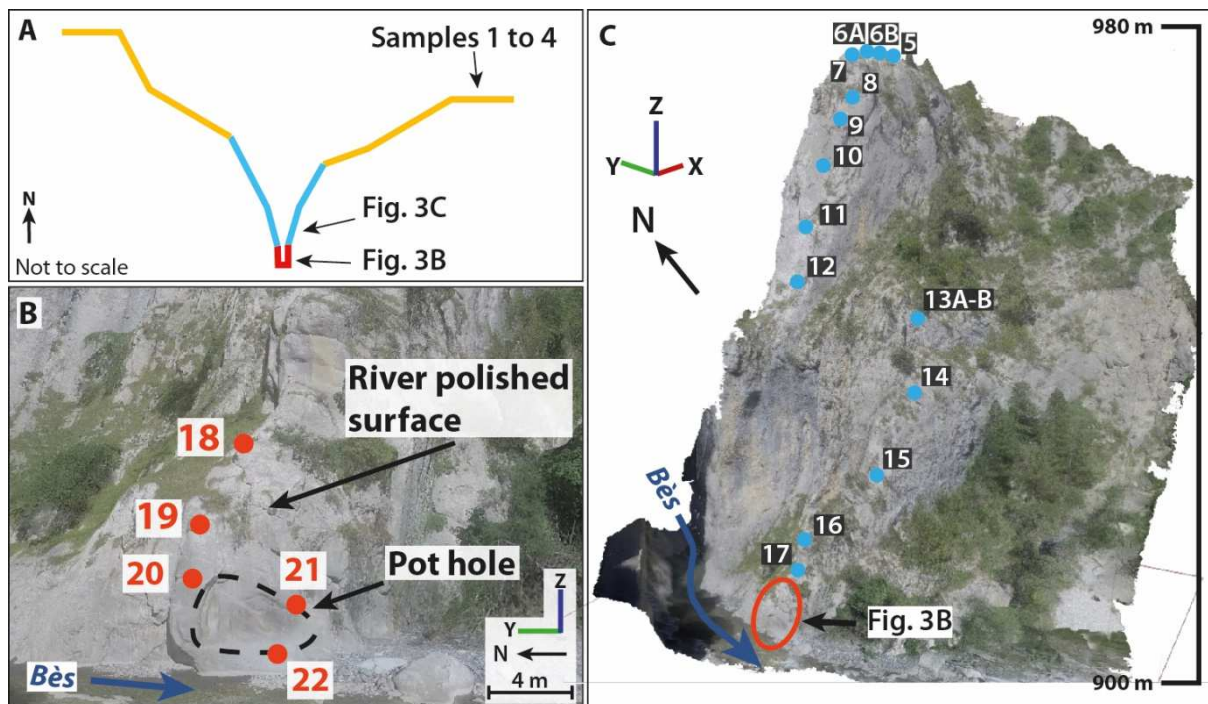 A
Samples 1 to 4
Fig. 3C
Fig. 3B
N
Not to scale
B
River polished
surface
18
19
20
21
Pot hole
22
Bès
Z
Y
N
4 m
C
980 m
6A 6B 5
7
8
9
10
11
12
13A-B
14
15
16
17
Z
Y
X
N
Bès
Fig. 3B
900 m